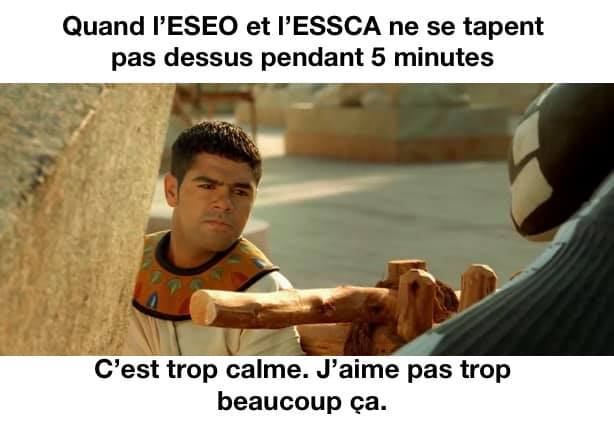 Quand l’ESEO et l’ESSCA ne se tapent
pas dessus pendant 5 minutes
C’est trop calme. J’aime pas trop
beaucoup ça.